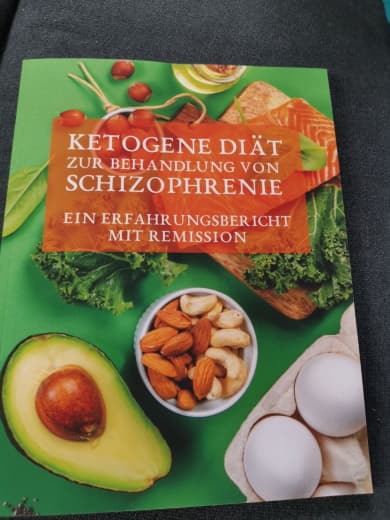 KETOGENE DIÄT
ZUR BEHANDLUNG VON
SCHIZOPHRENIE
EIN ERFAHRUNGSBERICHT
MIT REMISSION